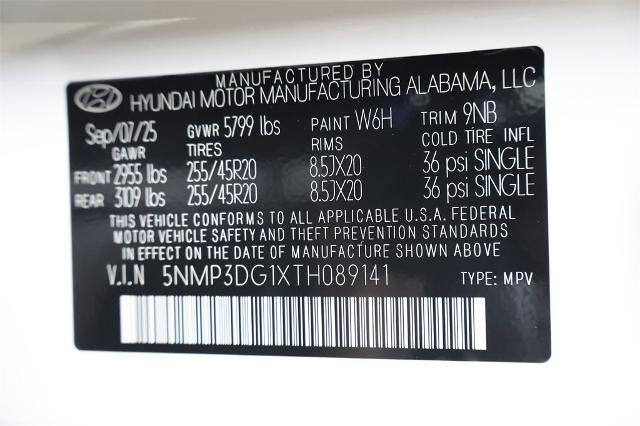 MANUFACTURED BY
HYUNDAI MOTOR MANUFACTURING ALABAMA, LLC
Sep/07/25 GVWR 5799 lbs PAINT W6H TRIM 9NB
GAWR TIRES RIMS COLD TIRE INFL
FRONT 2955 lbs 255/45R20 8.5JX20 36 psi SINGLE
REAR 3109 lbs 255/45R20 8.5JX20 36 psi SINGLE
THIS VEHICLE CONFORMS TO ALL APPLICABLE U.S.A. FEDERAL
MOTOR VEHICLE SAFETY AND THEFT PREVENTION STANDARDS
IN EFFECT ON THE DATE OF MANUFACTURE SHOWN ABOVE.
V.I.N 5NMP3DG1XTH089141 TYPE: MPV